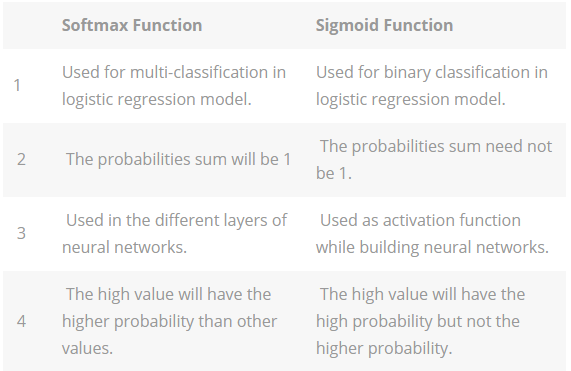 Softmax Function Sigmoid Function
1 Used for multi-classification in logistic regression model. Used for binary classification in logistic regression model.
2 The probabilities sum will be 1 The probabilities sum need not be 1.
3 Used in the different layers of neural networks. Used as activation function while building neural networks.
4 The high value will have the higher probability than other values. The high value will have the high probability but not the higher probability.